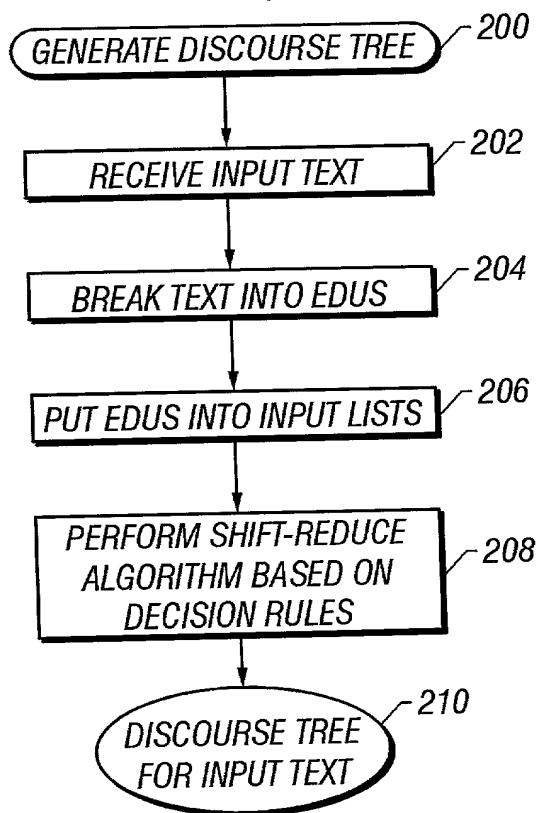 GENERATE DISCOURSE TREE
200
RECEIVE INPUT TEXT
202
BREAK TEXT INTO EDUS
204
PUT EDUS INTO INPUT LISTS
206
PERFORM SHIFT-REDUCE
ALGORITHM BASED ON
DECISION RULES
208
DISCOURSE TREE
FOR INPUT TEXT
210